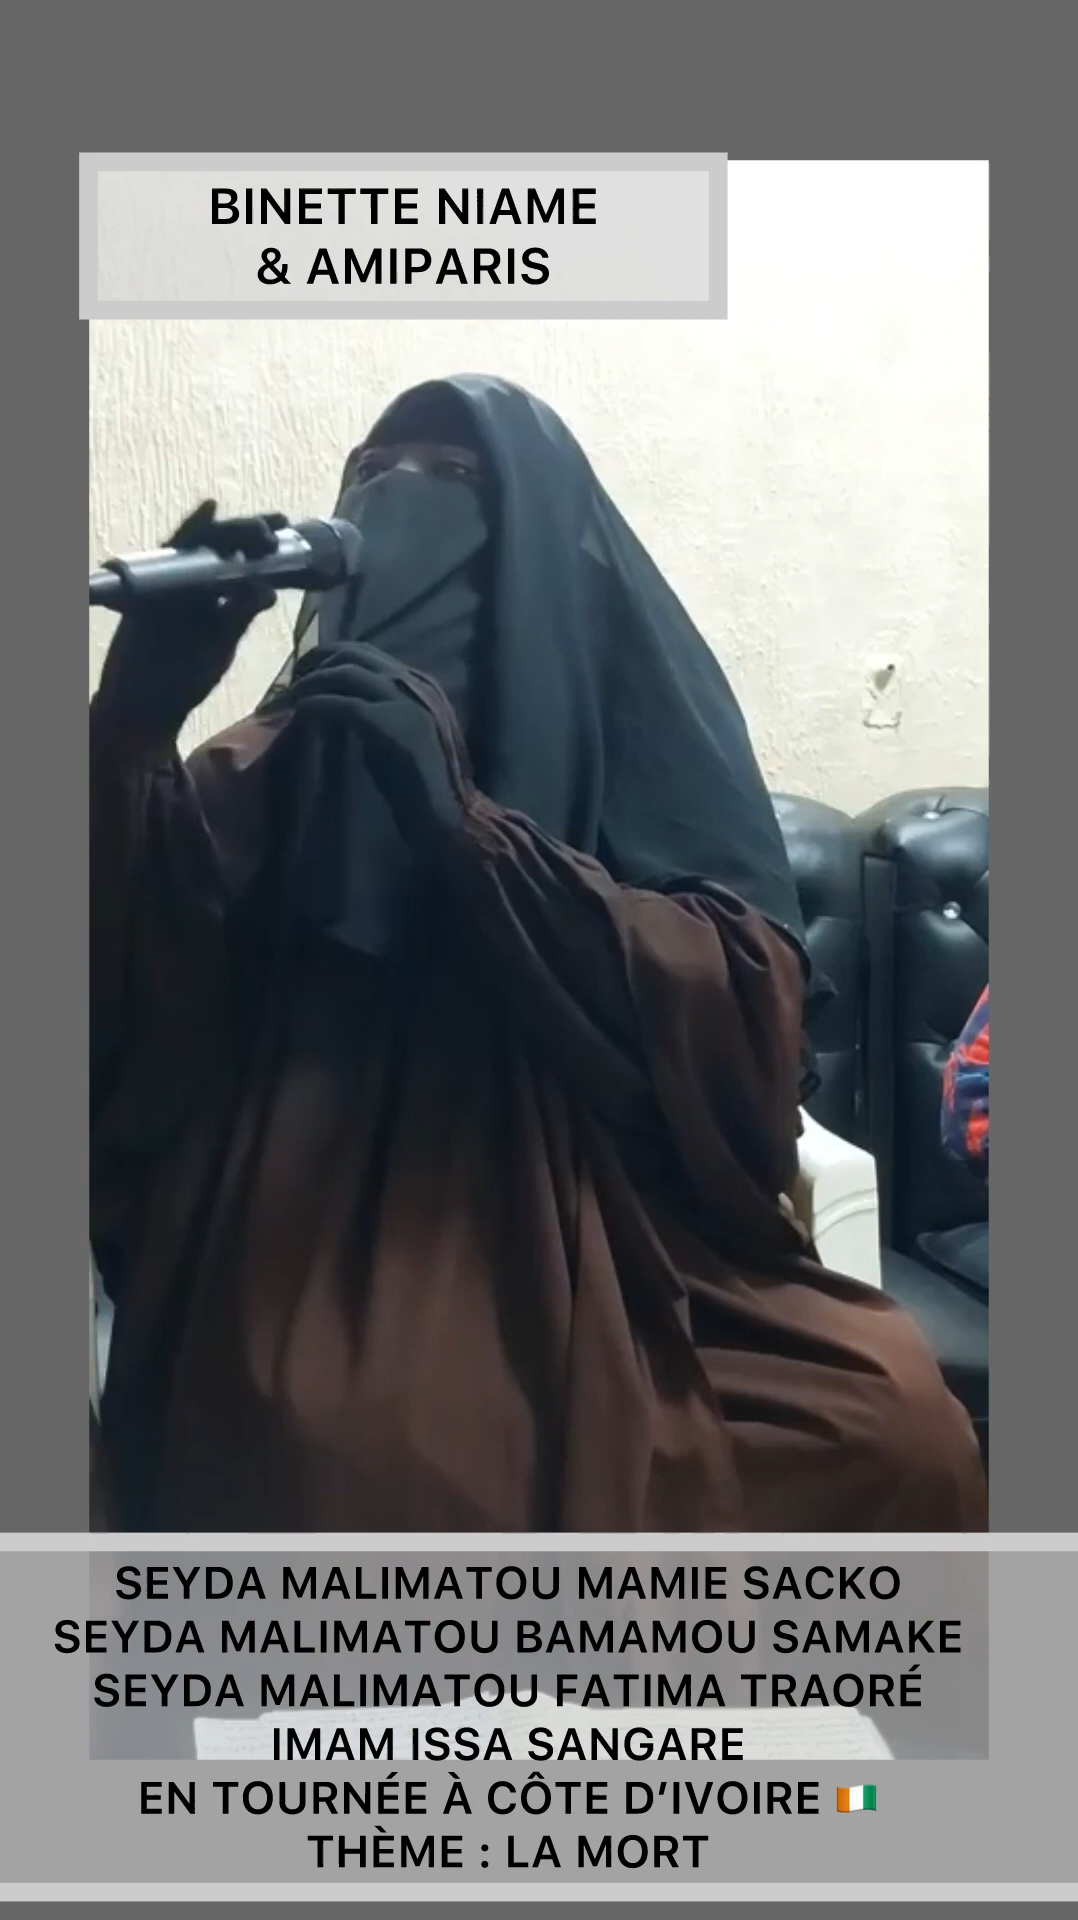 BINETTE NIAME
& AMIPARIS
SEYDA MALIMATOU MAMIE SACKO
SEYDA MALIMATOU BAMAMOU SAMAKE
SEYDA MALIMATOU FATIMA TRAORÉ
IMAM ISSA SANGARE
EN TOURNÉE À CÔTE D’IVOIRE 🇨🇮
THÈME : LA MORT